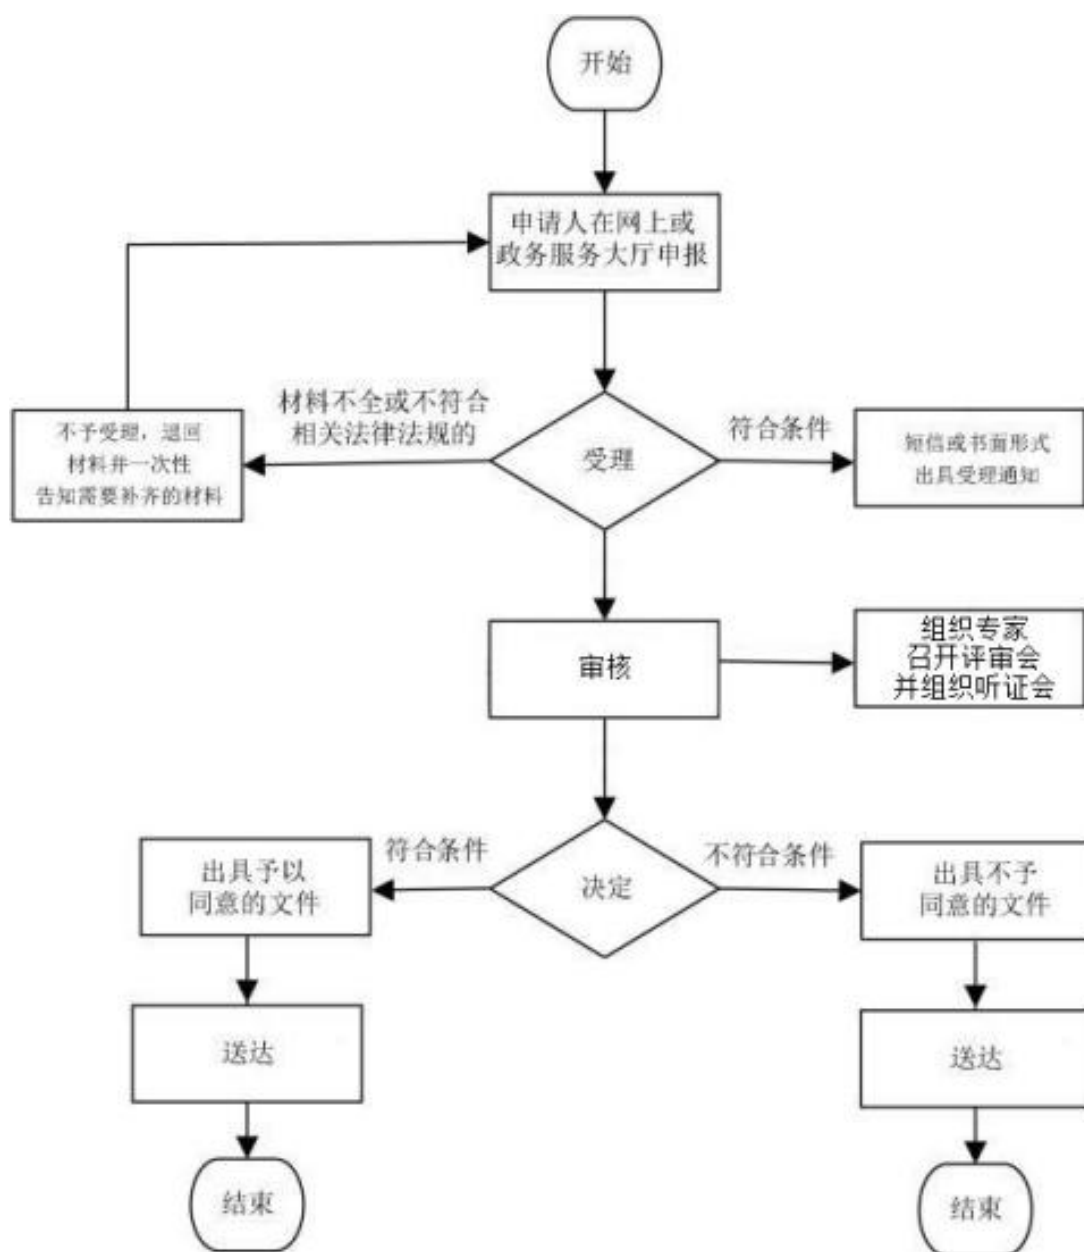 开始
申请人在网上或
政务服务大厅申报
材料不全或不符合
相关法律法规的
符合条件
不予受理，退回
材料并一次性
告知需要补齐的材料
受理
短信或书面形式
出具受理通知
审核
组织专家
召开评审会
并组织听证会
符合条件
不符合条件
出具予以
同意的文件
决定
出具不予
同意的文件
送达
送达
结束
结束